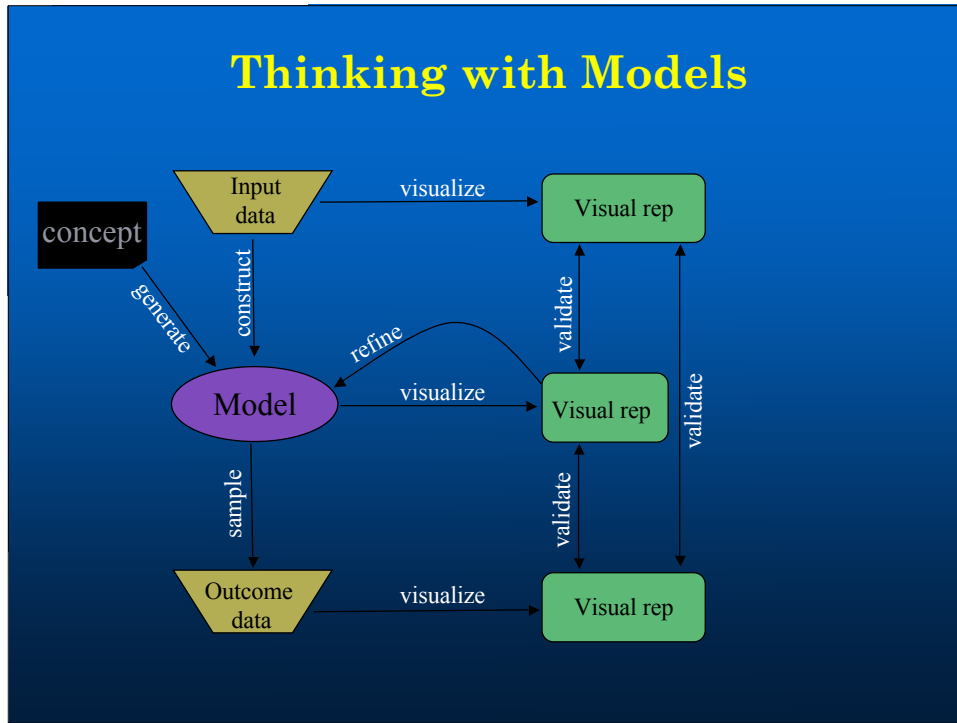 Thinking with Models
Input
data
visualize
Visual rep
concept
generate
construct
validate
refine
validate
Model
visualize
Visual rep
sample
validate
Outcome
data
visualize
Visual rep